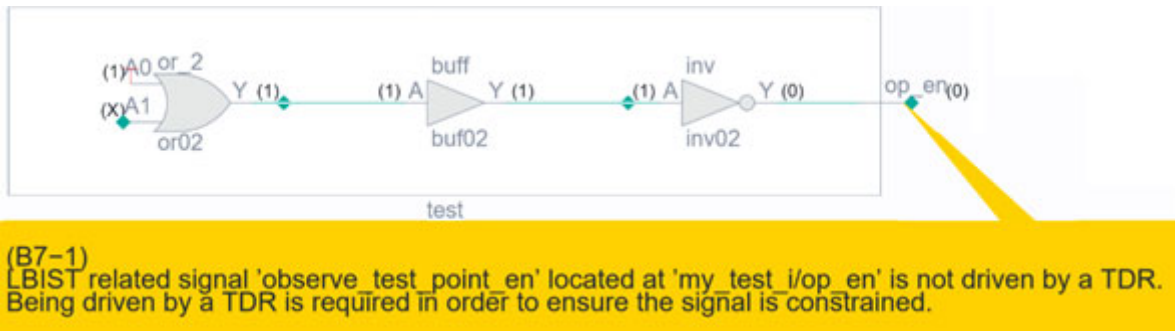 (1) A0 or_2
(X) A1
Y (1)
or02
buff
(1) A
Y (1)
buf02
inv
(1) A
Y (0)
inv02
op_en (0)
test
(B7-1)
LBIST related signal 'observe_test_point_en' located at 'my_test_i/op_en' is not driven by a TDR.
Being driven by a TDR is required in order to ensure the signal is constrained.